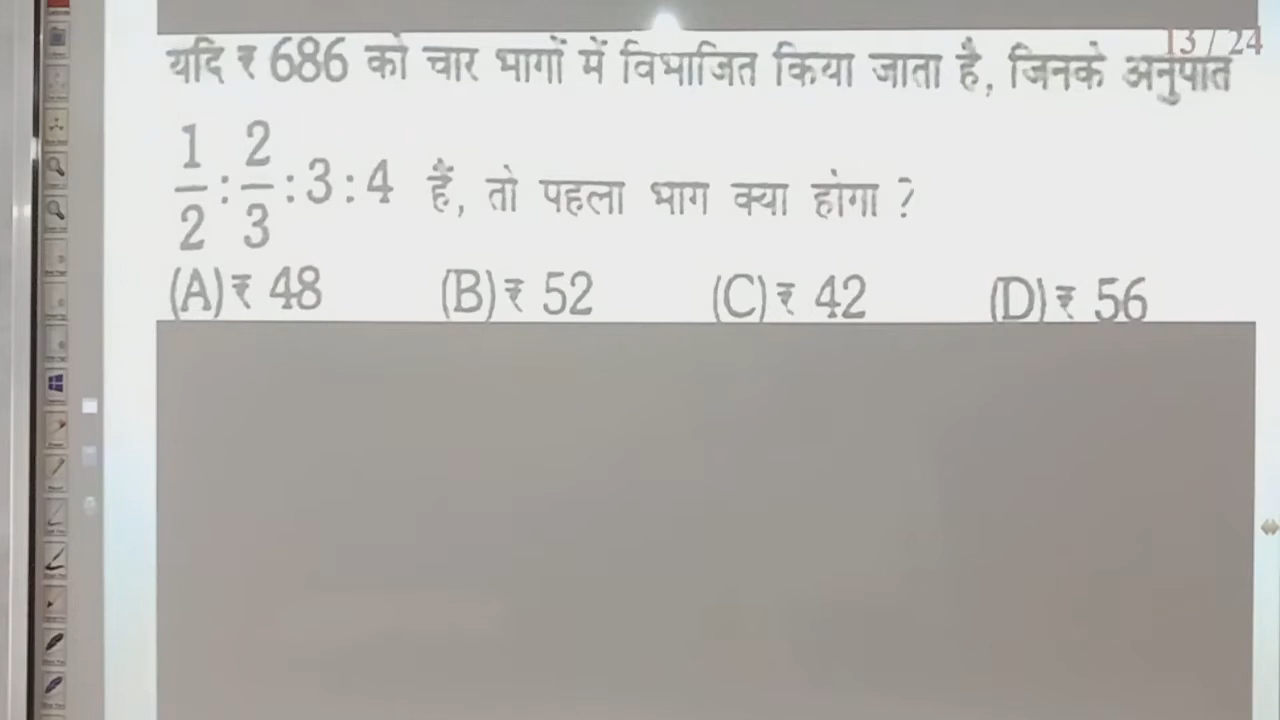 13 / 24
यदि ₹ 686 को चार भागों में विभाजित किया जाता है, जिनके अनुपात
1/2 : 2/3 : 3 : 4 हैं, तो पहला भाग क्या होगा ?
(A) ₹ 48 (B) ₹ 52 (C) ₹ 42 (D) ₹ 56